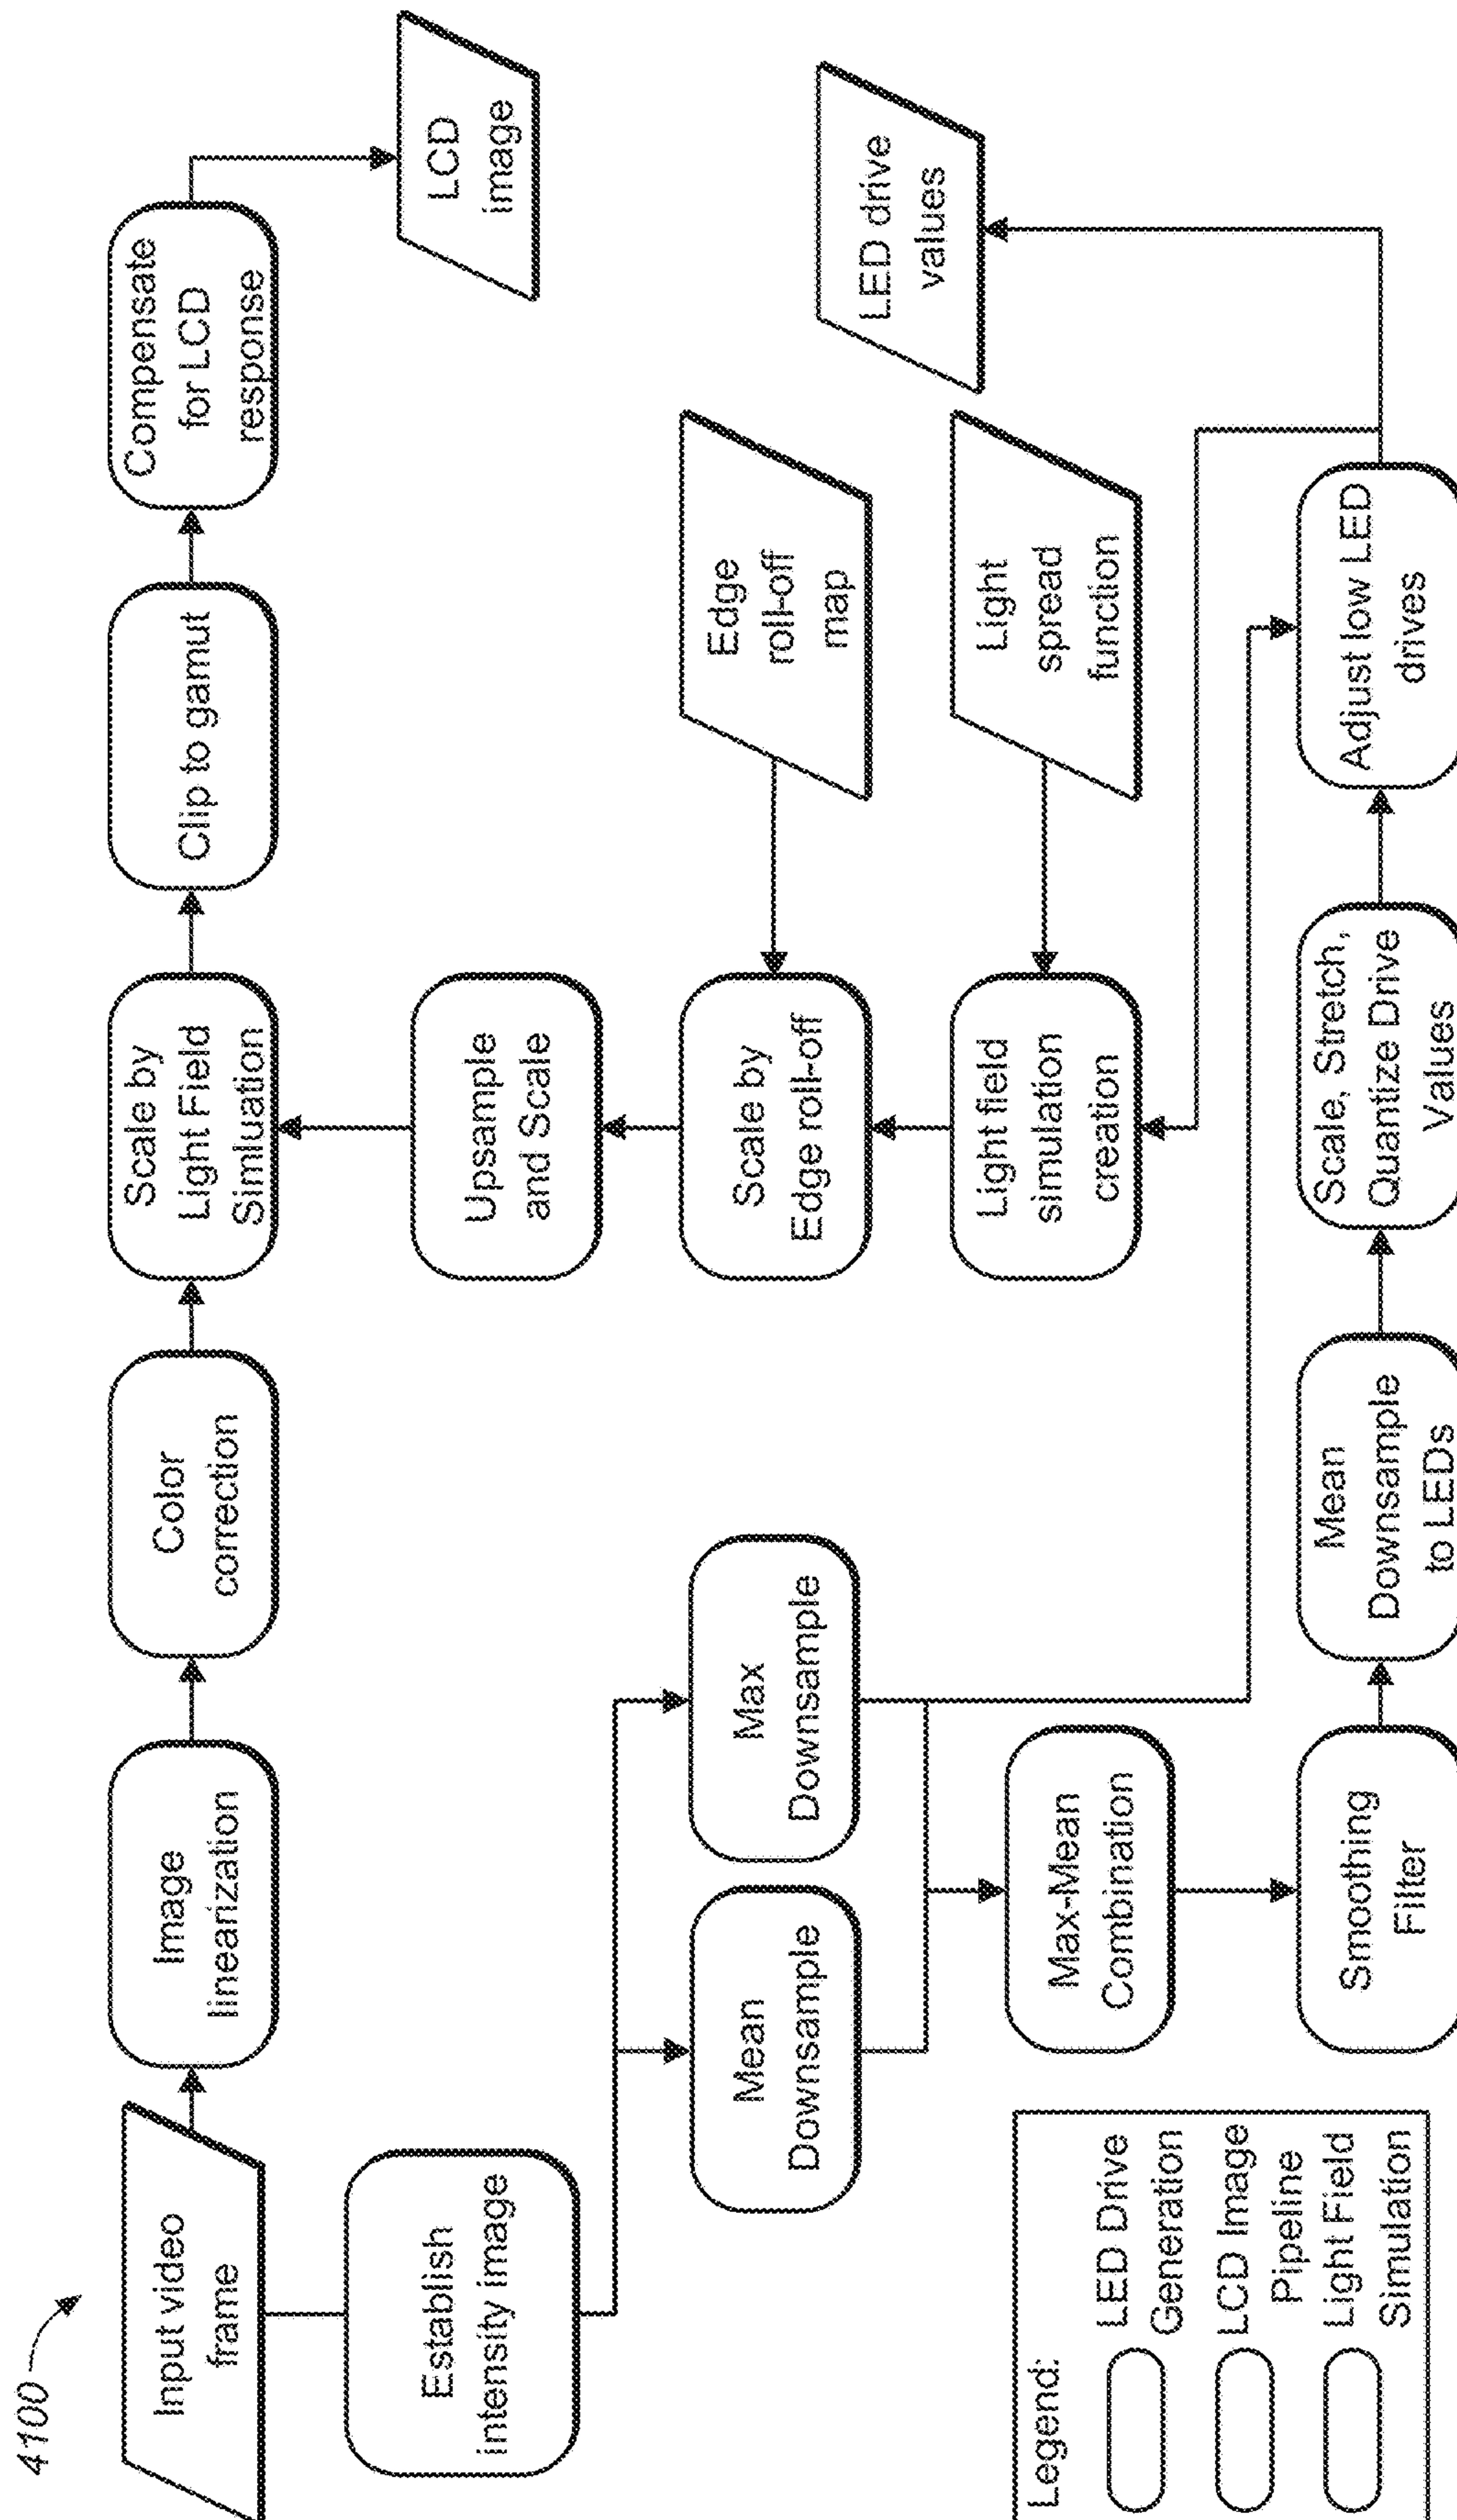 4100
Input video
frame
Image
linearization
Color
correction
Scale by
Light Field
Simluation
Clip to gamut
Compensate
for LCD
response
LCD
image
Establish
intensity image
Upsample
and Scale
Mean
Downsample
Max
Downsample
Scale by
Edge roll-off
Edge
roll-off
map
LED drive
values
Max-Mean
Combination
Light field
simulation
creation
Light
spread
function
Smoothing
Filter
Mean
Downsample
to LEDs
Scale, Stretch,
Quantize Drive
Values
Adjust low LED
drives
Legend:
LED Drive
Generation
LCD Image
Pipeline
Light Field
Simulation